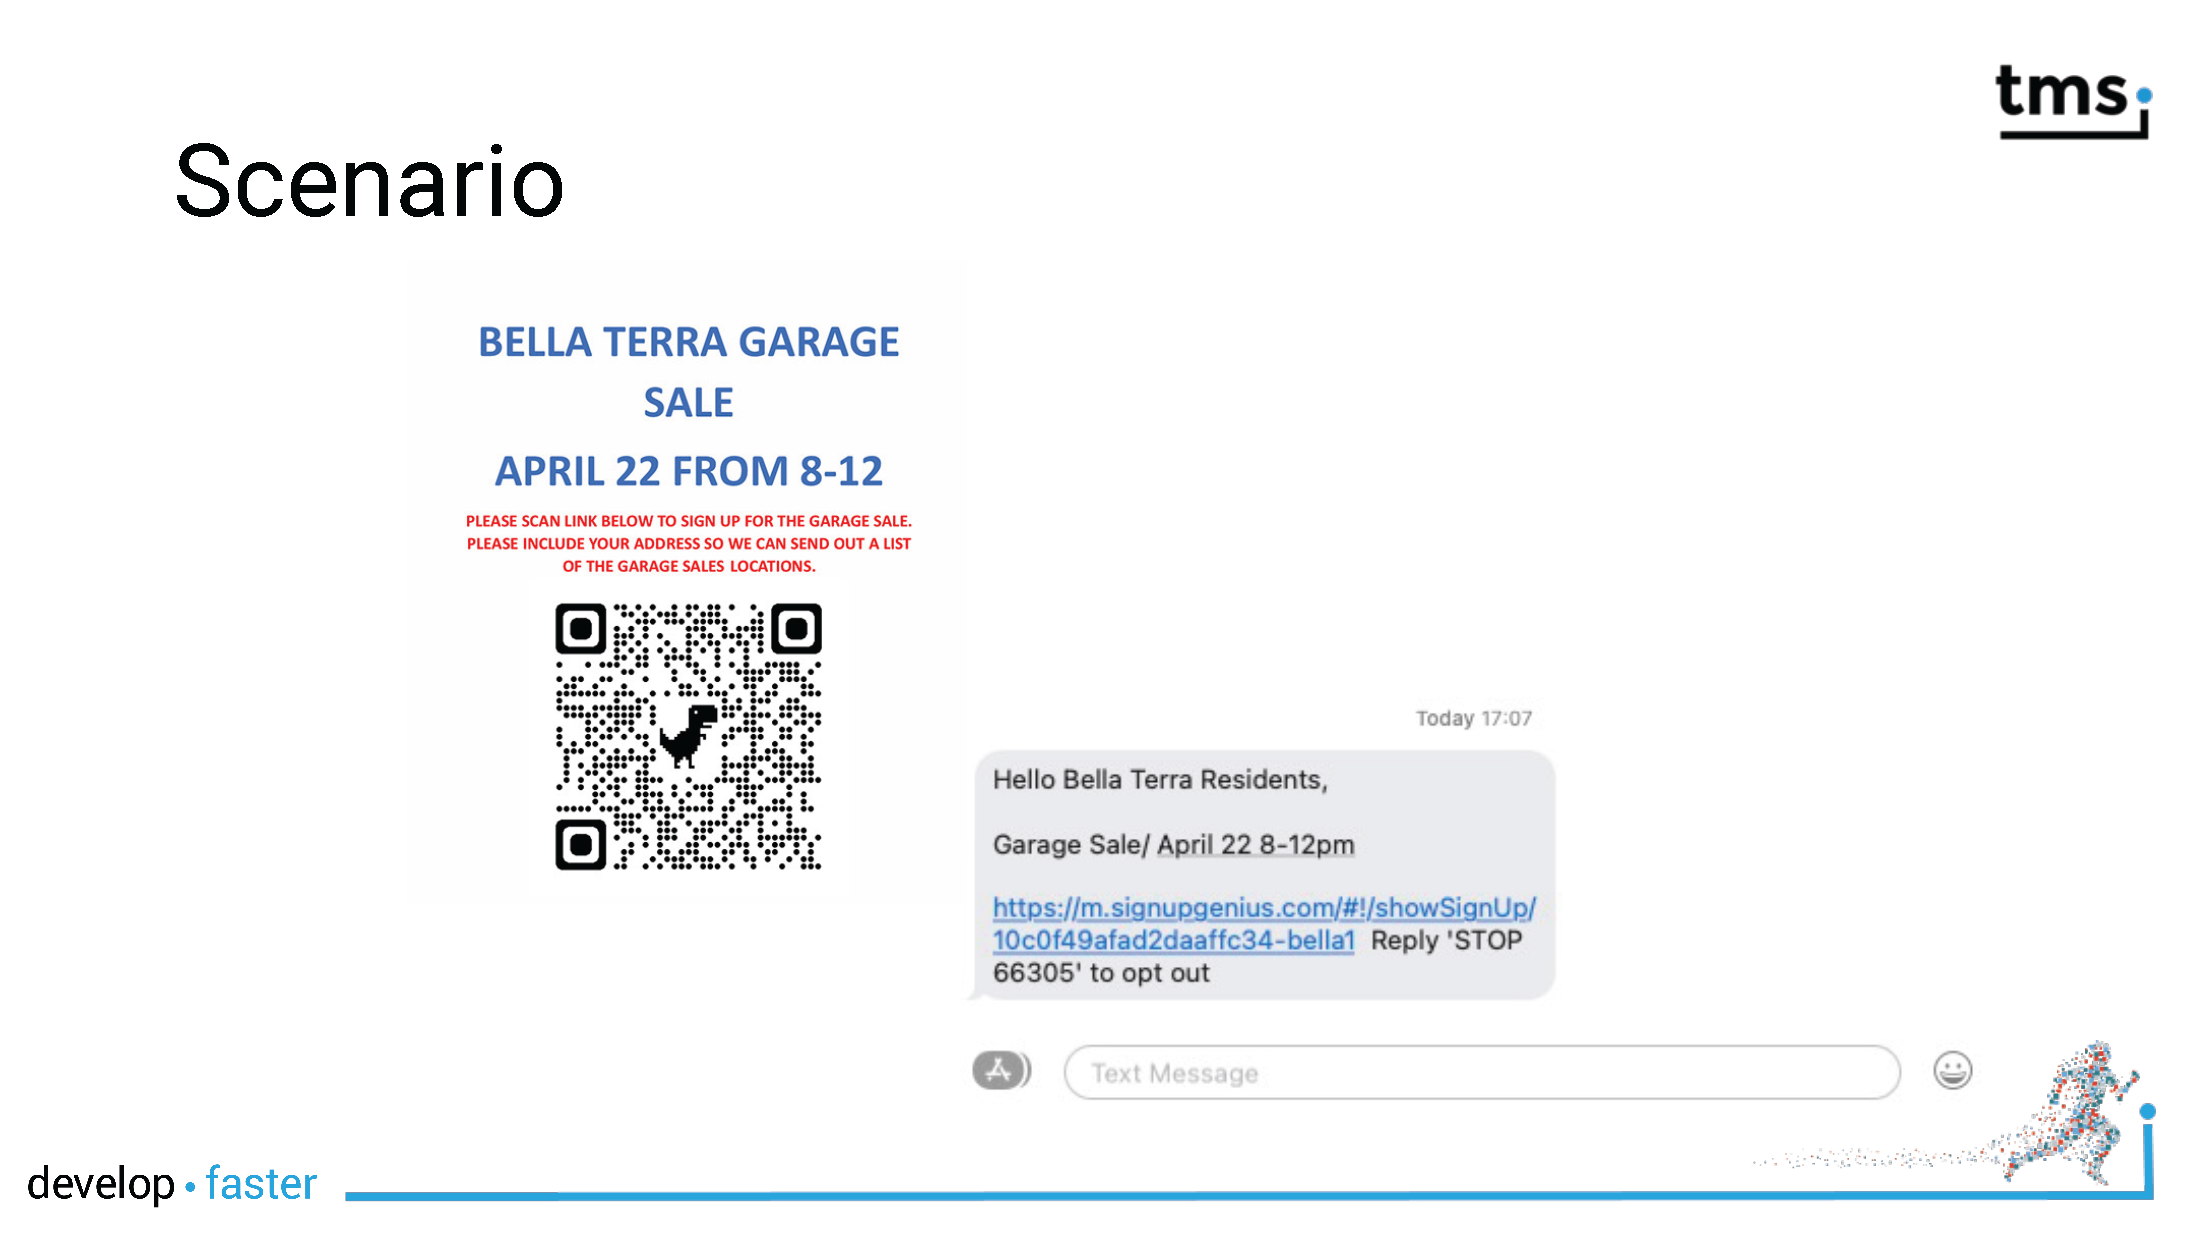 tms
Scenario
BELLA TERRA GARAGE
SALE
APRIL 22 FROM 8-12
PLEASE SCAN LINK BELOW TO SIGN UP FOR THE GARAGE SALE.
PLEASE INCLUDE YOUR ADDRESS SO WE CAN SEND OUT A LIST
OF THE GARAGE SALES LOCATIONS.
Today 17:07
Hello Bella Terra Residents,
Garage Sale/ April 22 8-12pm
https://m.signupgenius.com/#!/showSignUp/
10c0f49afad2daaffc34-bella1 Reply 'STOP
66305' to opt out
Text Message
develop • faster